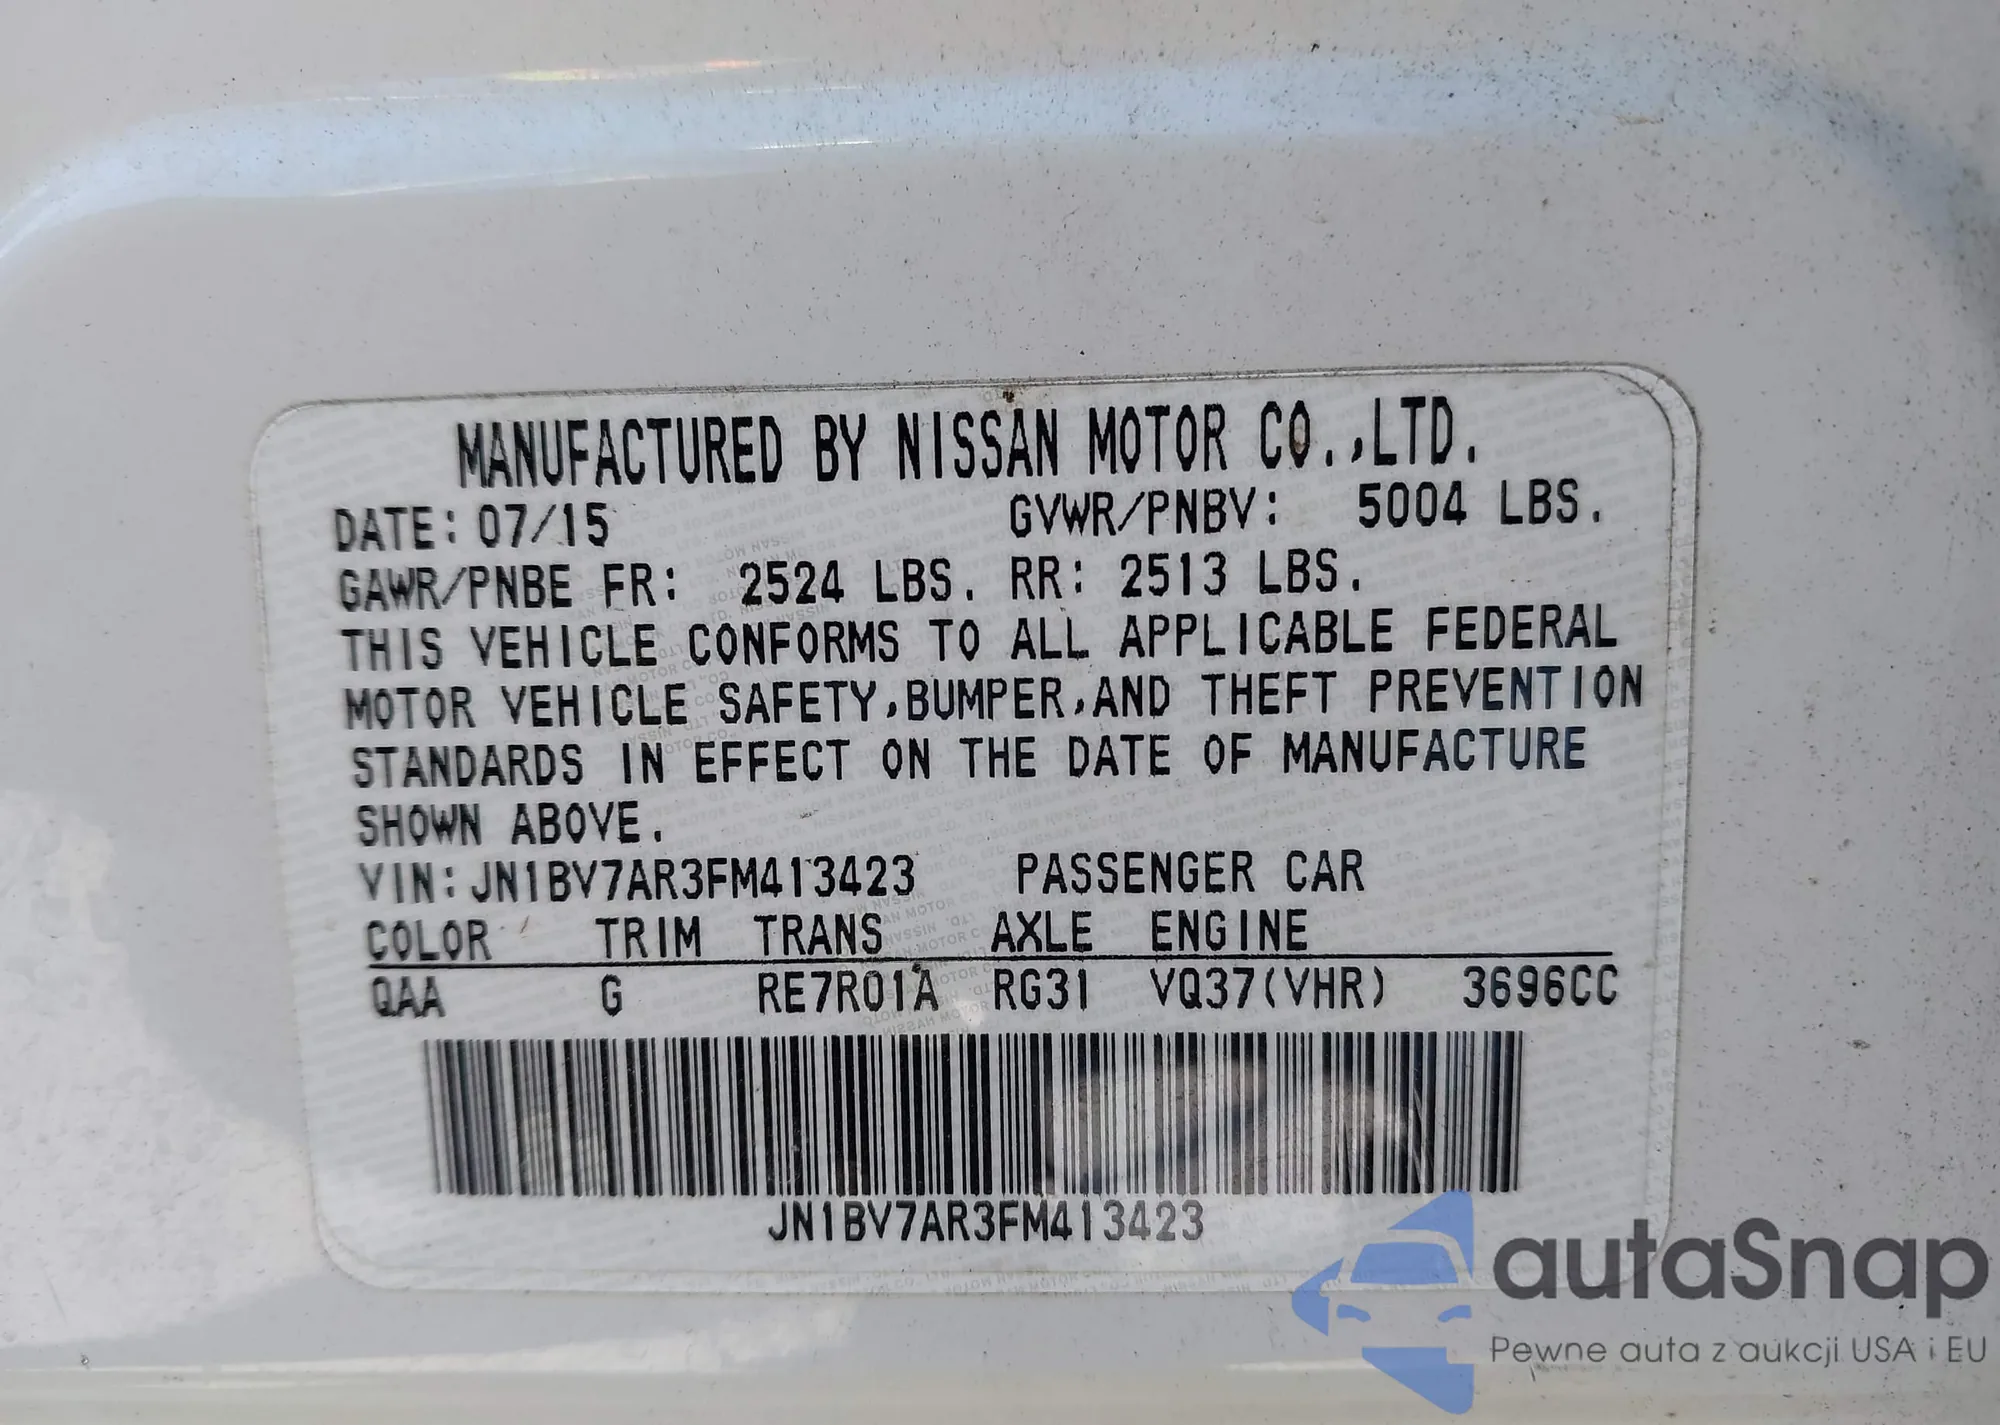 MANUFACTURED BY NISSAN MOTOR CO.,LTD.
DATE: 07/15 GVWR/PNBV: 5004 LBS.
GAWR/PNBE FR: 2524 LBS. RR: 2513 LBS.
THIS VEHICLE CONFORMS TO ALL APPLICABLE FEDERAL
MOTOR VEHICLE SAFETY,BUMPER,AND THEFT PREVENTION
STANDARDS IN EFFECT ON THE DATE OF MANUFACTURE
SHOWN ABOVE.
VIN:JN1BV7AR3FM413423 PASSENGER CAR
COLOR TRIM TRANS AXLE ENGINE
QAA G RE7R01A RG31 VQ37(VHR) 3696CC
JN1BV7AR3FM413423
autaSnap
Pewne auta z aukcji USA i EU